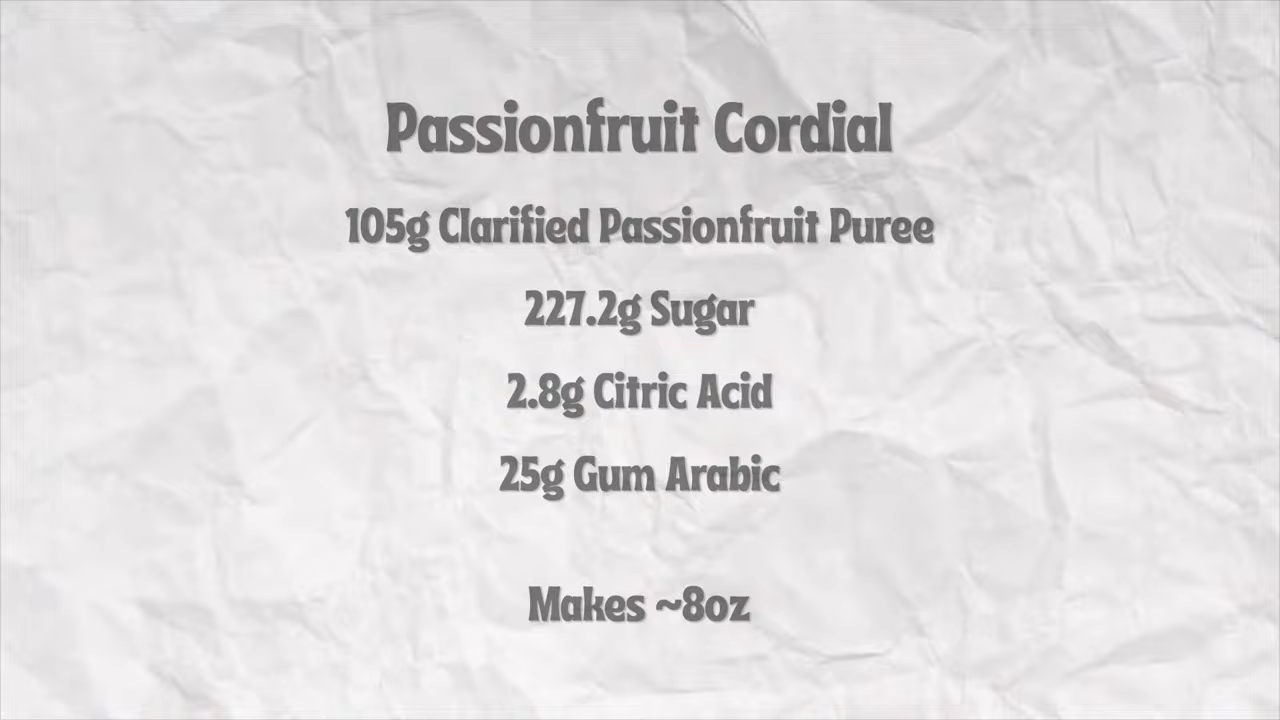 Passionfruit Cordial
105g Clarified Passionfruit Puree
227.2g Sugar
2.8g Citric Acid
25g Gum Arabic
Makes ~8oz